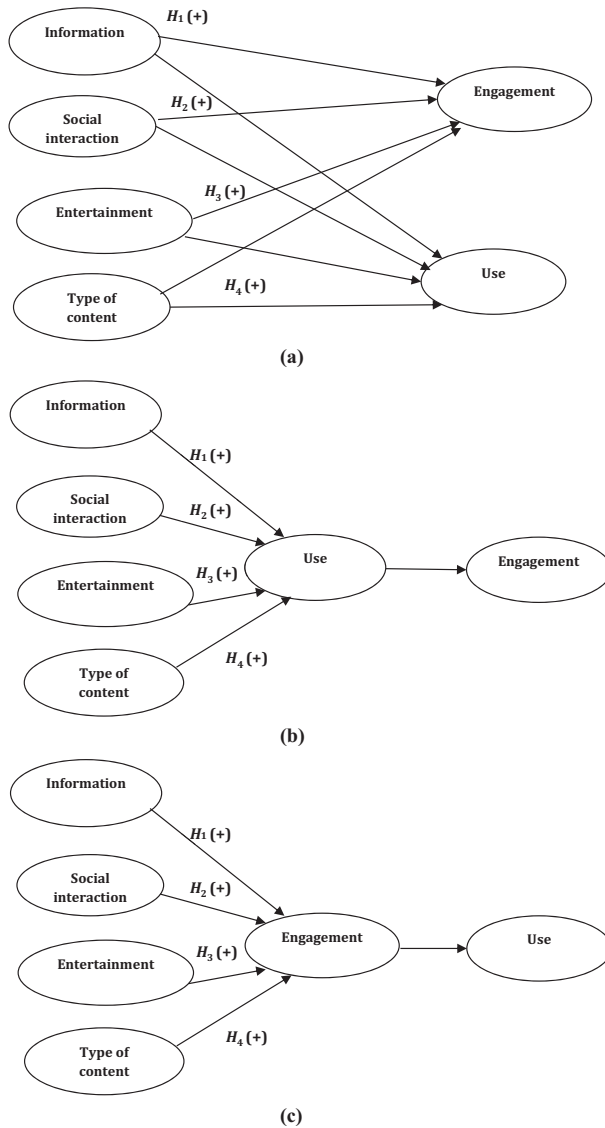 H1 (+)
Information
Engagement
H2 (+)
Social
interaction
H3 (+)
Entertainment
Use
Type of
content
H4 (+)
(a)
Information
H1 (+)
Social
interaction
H2 (+)
Use
Engagement
H3 (+)
Entertainment
H4 (+)
Type of
content
(b)
Information
H1 (+)
Social
interaction
H2 (+)
Engagement
Use
H3 (+)
Entertainment
H4 (+)
Type of
content
(c)